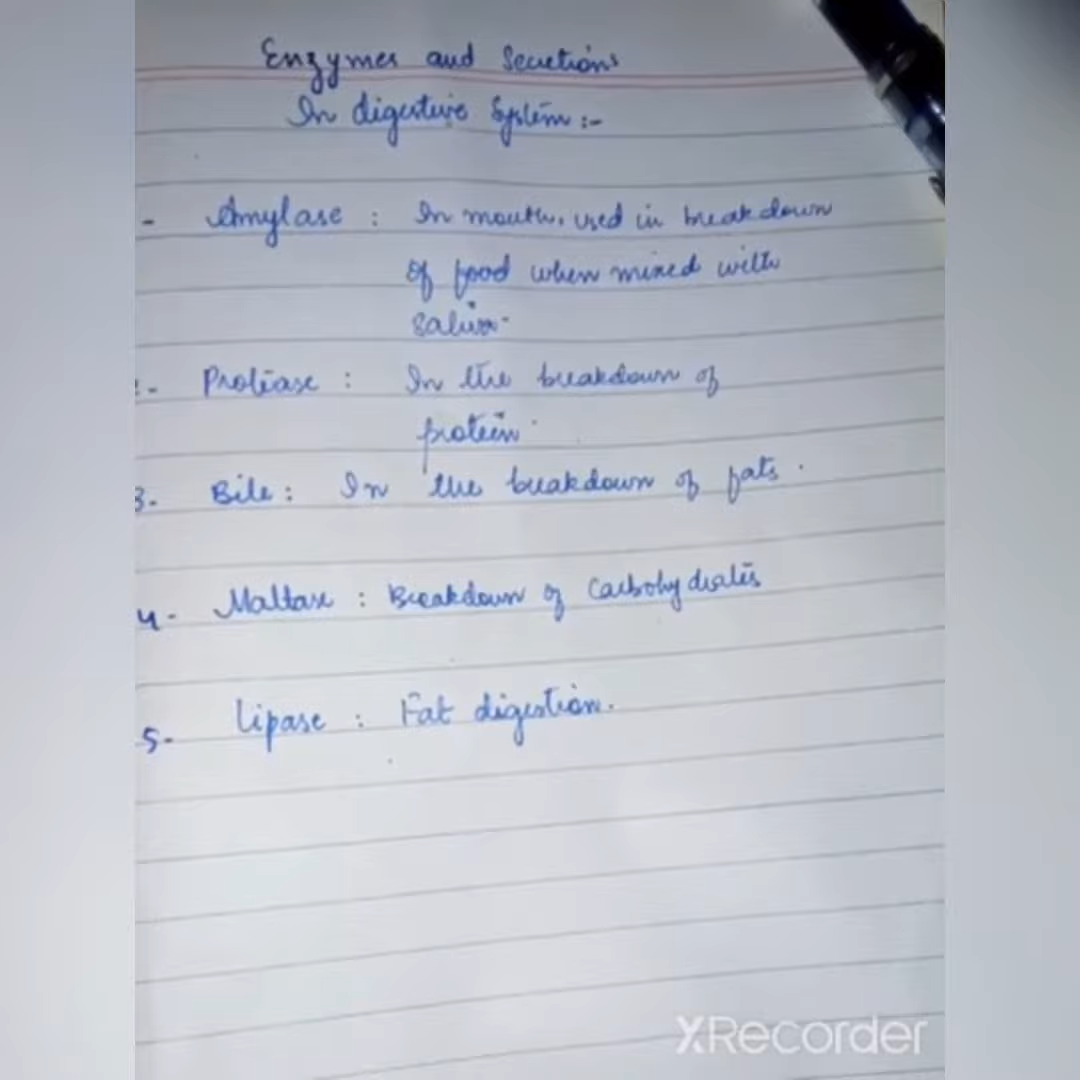 Enzymes and Secretions
In digestive System :-
- Amylase : In mouth, used in breakdown
of food when mixed with
saliva.
2- Protease : In the breakdown of
protein.
3- Bile : In the breakdown of fats.
4- Maltase : Breakdown of Carbohydrates
5- Lipase : Fat digestion.
XRecorder